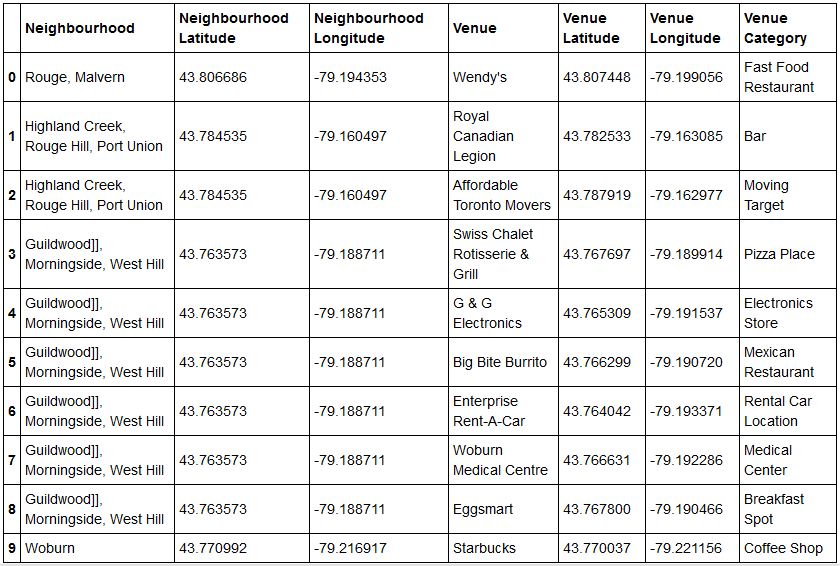 Neighbourhood Neighbourhood Latitude Neighbourhood Longitude Venue Venue Latitude Venue Longitude Venue Category
0 Rouge, Malvern 43.806686 -79.194353 Wendy's 43.807448 -79.199056 Fast Food Restaurant
1 Highland Creek, Rouge Hill, Port Union 43.784535 -79.160497 Royal Canadian Legion 43.782533 -79.163085 Bar
2 Highland Creek, Rouge Hill, Port Union 43.784535 -79.160497 Affordable Toronto Movers 43.787919 -79.162977 Moving Target
3 Guildwood]], Morningside, West Hill 43.763573 -79.188711 Swiss Chalet Rotisserie & Grill 43.767697 -79.189914 Pizza Place
4 Guildwood]], Morningside, West Hill 43.763573 -79.188711 G & G Electronics 43.765309 -79.191537 Electronics Store
5 Guildwood]], Morningside, West Hill 43.763573 -79.188711 Big Bite Burrito 43.766299 -79.190720 Mexican Restaurant
6 Guildwood]], Morningside, West Hill 43.763573 -79.188711 Enterprise Rent-A-Car 43.764042 -79.193371 Rental Car Location
7 Guildwood]], Morningside, West Hill 43.763573 -79.188711 Woburn Medical Centre 43.766631 -79.192286 Medical Center
8 Guildwood]], Morningside, West Hill 43.763573 -79.188711 Eggsmart 43.767800 -79.190466 Breakfast Spot
9 Woburn 43.770992 -79.216917 Starbucks 43.770037 -79.221156 Coffee Shop